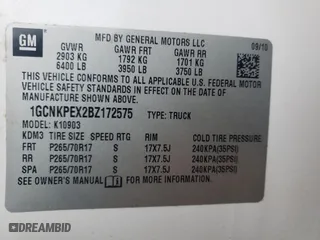 GM
MFD BY GENERAL MOTORS LLC
09/10
GVWR GAWR FRT GAWR RR
2903 KG 1792 KG 1701 KG
6400 LB 3950 LB 3750 LB
THIS VEHICLE CONFORMS TO ALL APPLICABLE U.S. FEDERAL MOTOR
VEHICLE SAFETY STANDARDS IN EFFECT ON THE DATE OF
MANUFACTURE SHOWN ABOVE.
1GCNKPEX2BZ172575 TYPE: TRUCK
MODEL: K10903
KDM3 TIRE SIZE SPEED RTG RIM COLD TIRE PRESSURE
FRT P265/70R17 S 17X7.5J 240KPA(35PSI)
RR P265/70R17 S 17X7.5J 240KPA(35PSI)
SPA P265/70R17 S 17X7.5J 240KPA(35PSI)
SEE OWNER'S MANUAL FOR MORE INFORMATION.
© DIAMOND BID